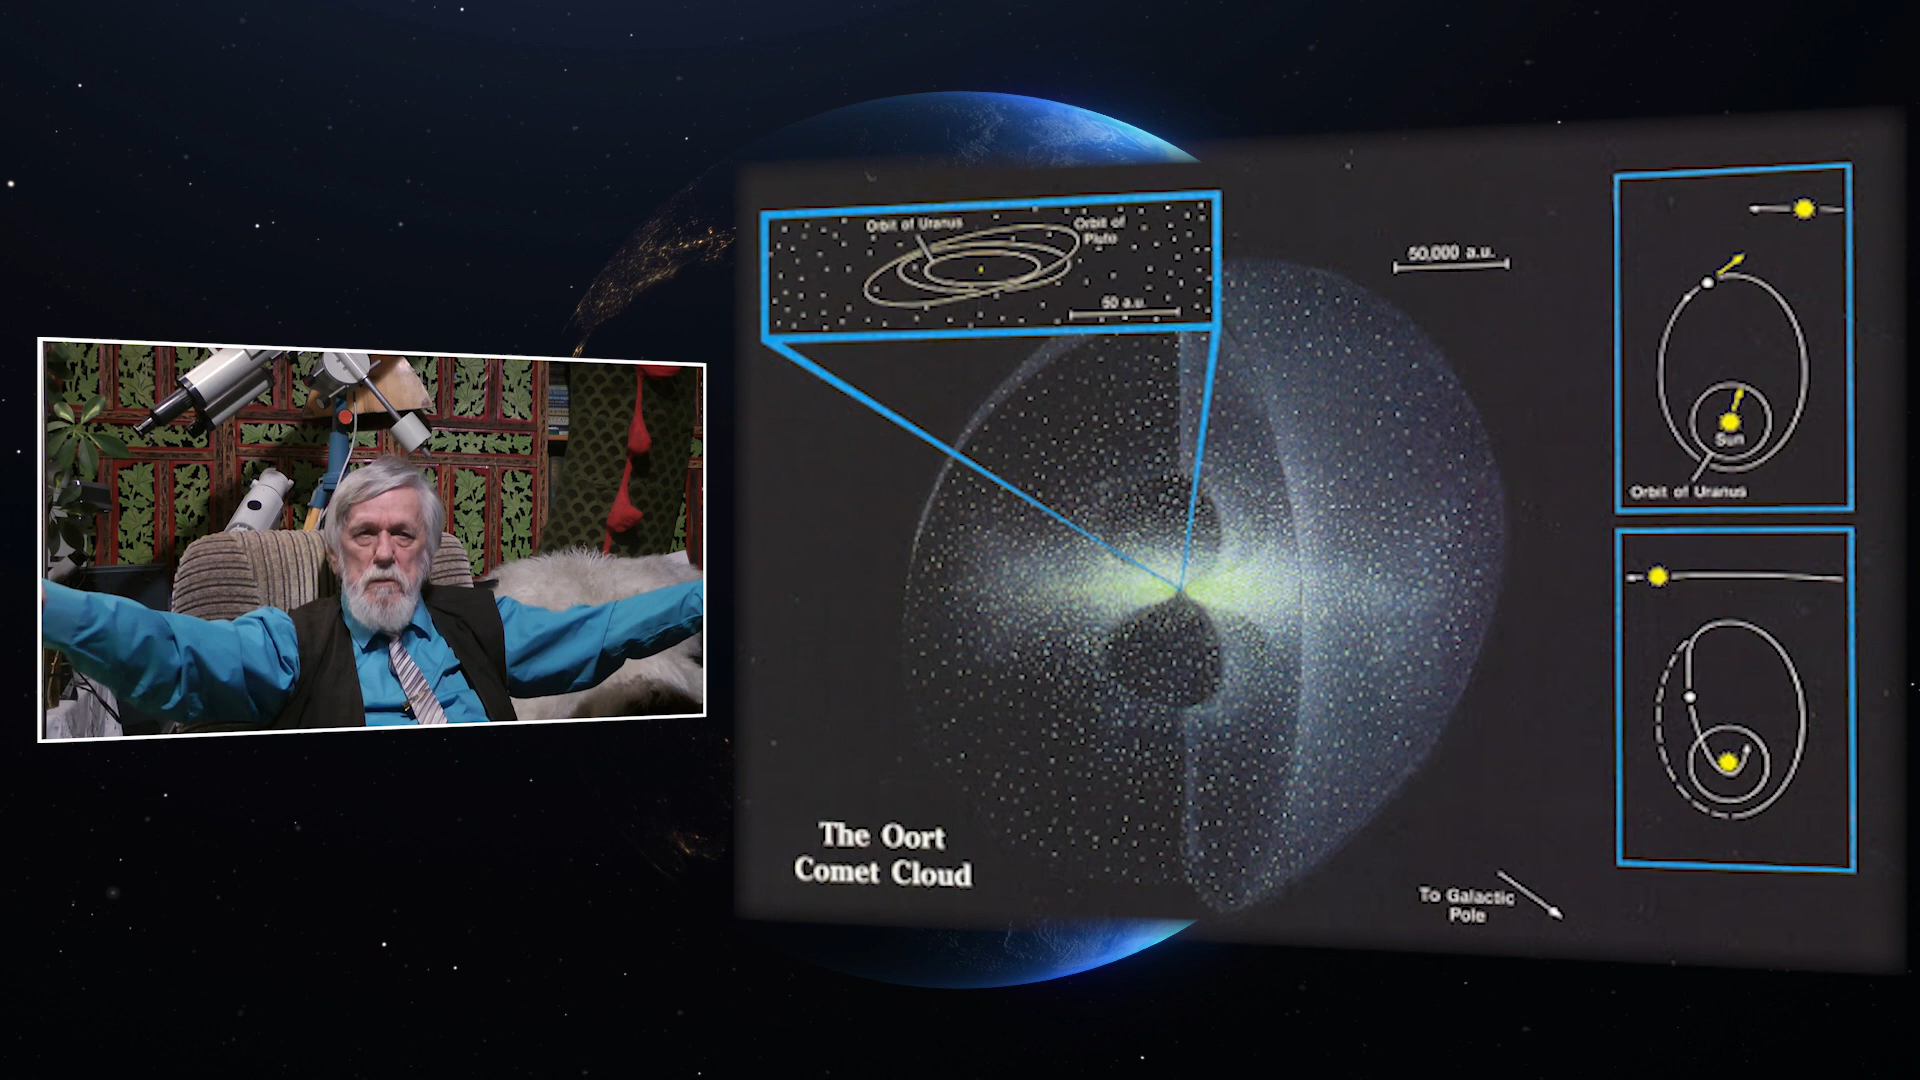 Orbit of Uranus
Orbit of
Pluto
50 a.u.
50,000 a.u.
The Oort
Comet Cloud
Sun
Orbit of Uranus
To Galactic
Pole